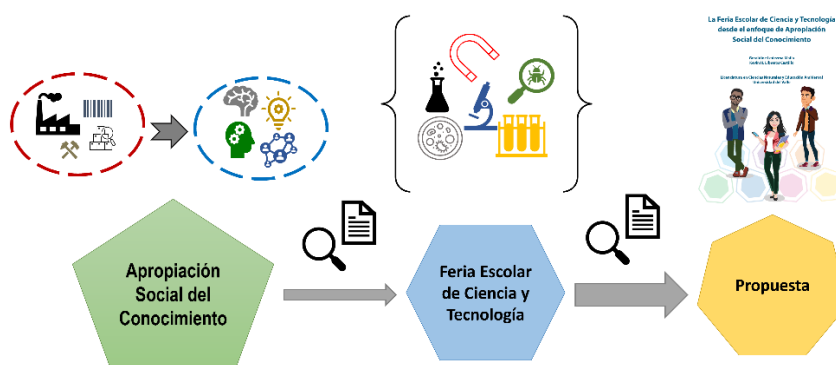 La Feria Escolar de Ciencia y Tecnología
desde el enfoque de Apropiación
Social del Conocimiento
Apropiación
Social del
Conocimiento
Feria Escolar
de Ciencia y
Tecnología
Propuesta